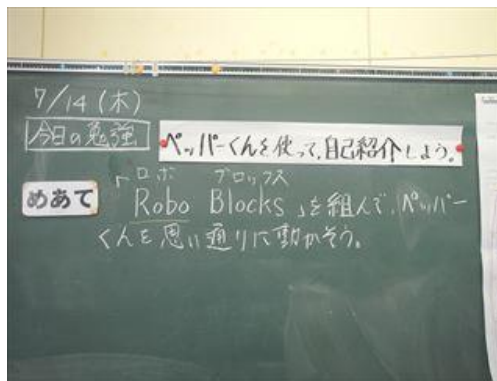 7/14(木)
今日の勉強
ペッパーくんを使って、自己紹介しよう。
めあて
ロボ ブロックス
「Robo Blocks」を組んで、ペッパー
くんを思い通りに動かそう。